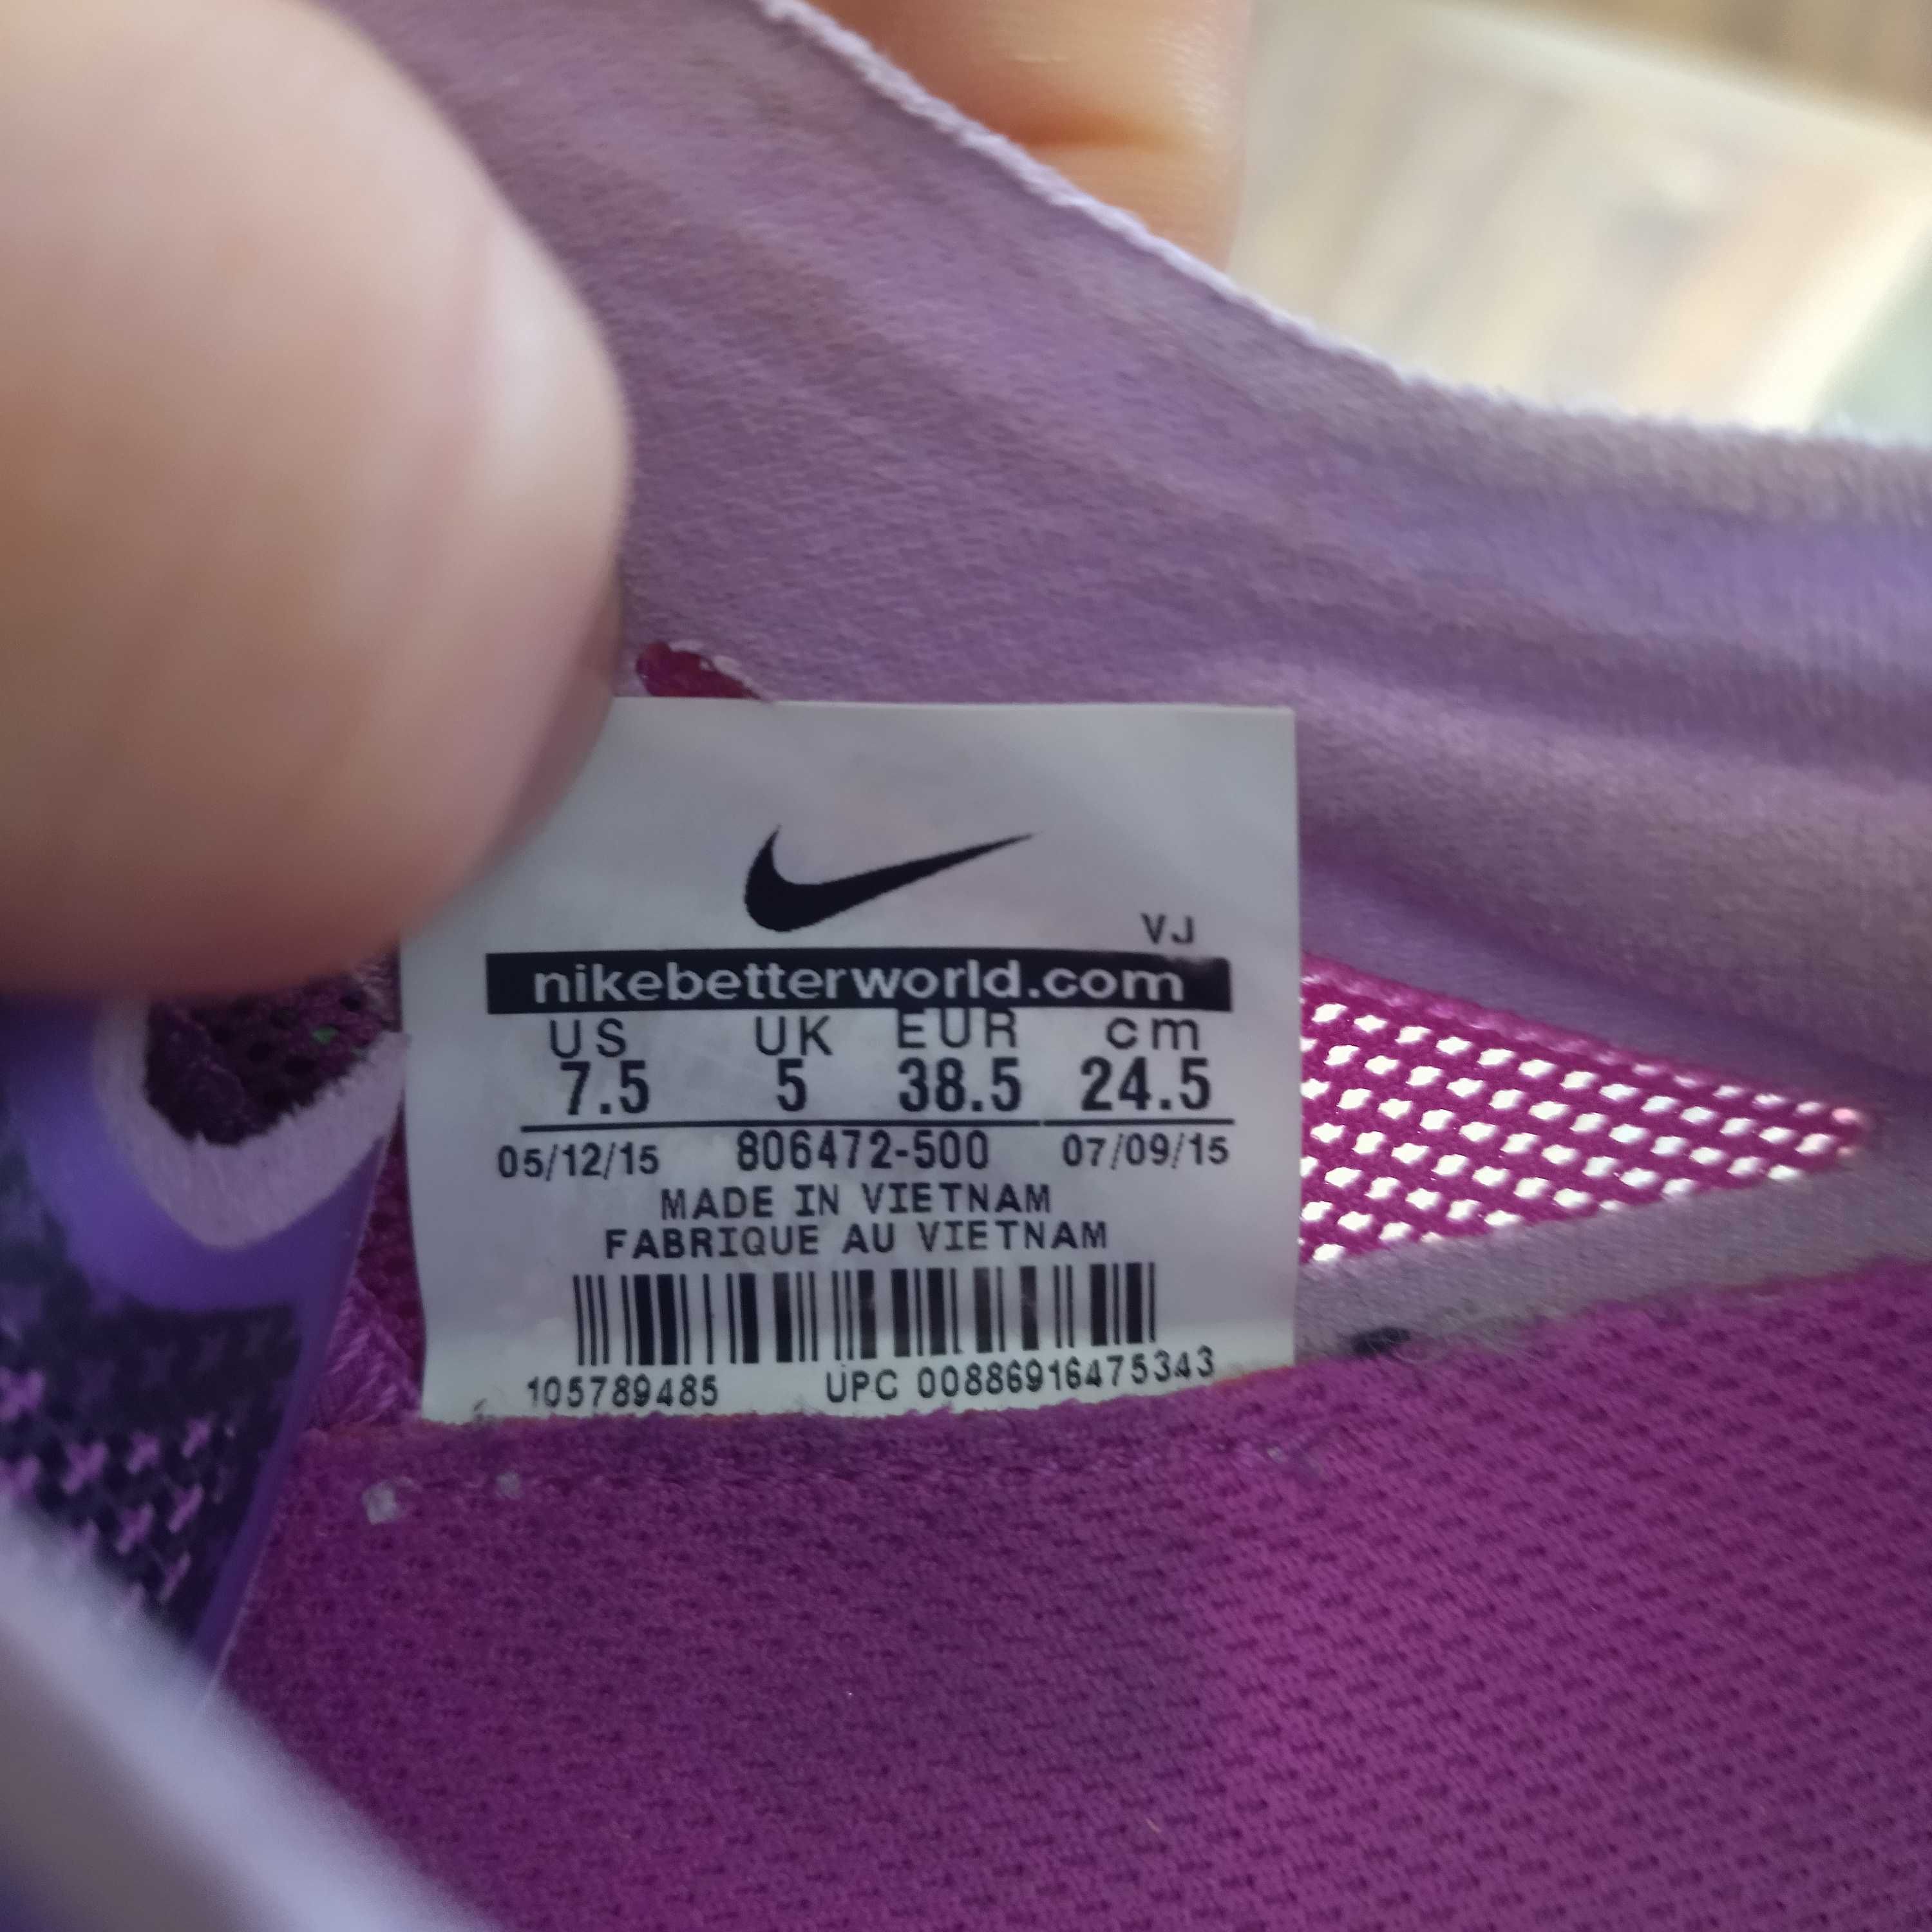 VJ
nikebetterworld.com
US UK EUR cm
7.5 5 38.5 24.5
05/12/15 806472-500 07/09/15
MADE IN VIETNAM
FABRIQUE AU VIETNAM
105789485 UPC 00886916475343